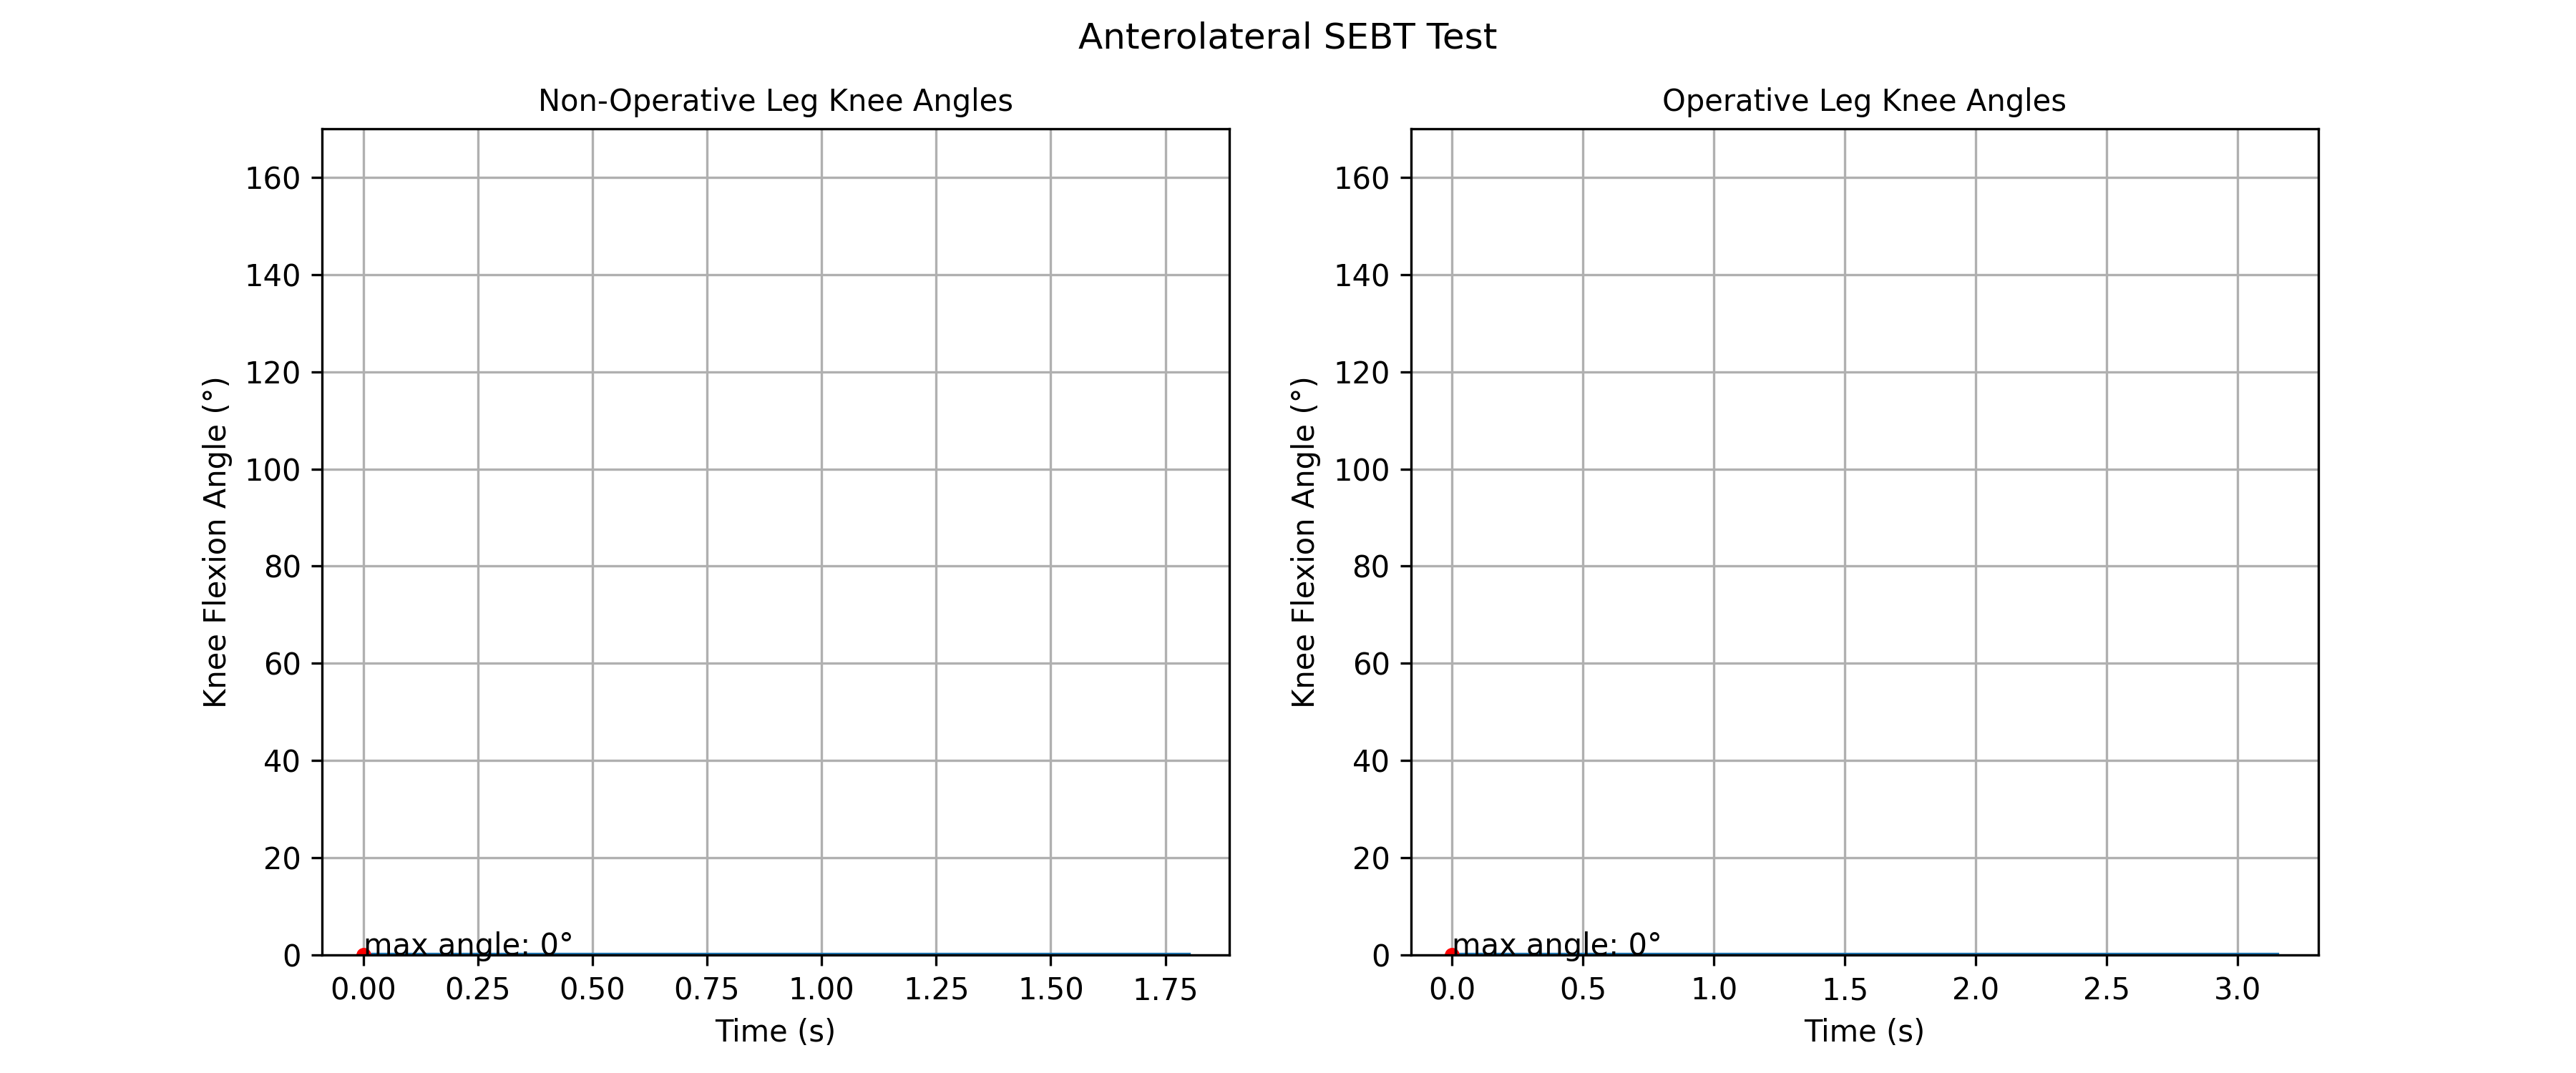 Anterolateral SEBT Test
Non-Operative Leg Knee Angles
Knee Flexion Angle (°)
160
140
120
100
80
60
40
20
0
max angle: 0°
0.00 0.25 0.50 0.75 1.00 1.25 1.50 1.75
Time (s)
Operative Leg Knee Angles
Knee Flexion Angle (°)
160
140
120
100
80
60
40
20
0
max angle: 0°
0.0 0.5 1.0 1.5 2.0 2.5 3.0
Time (s)